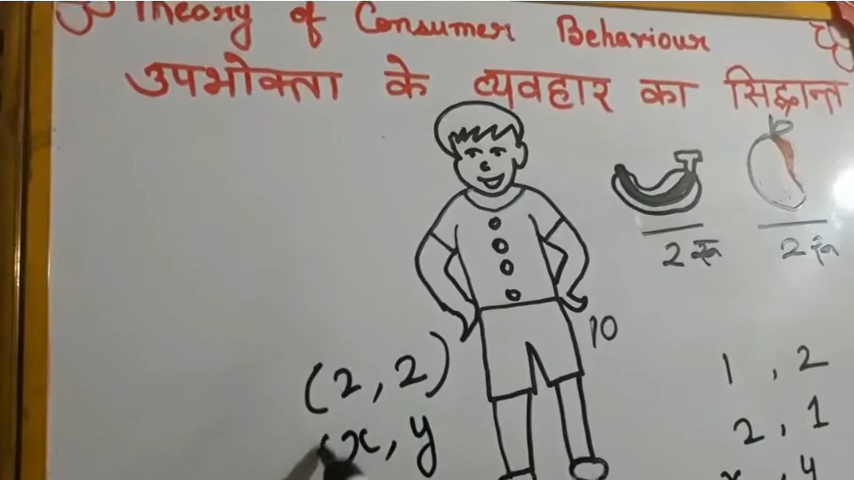 Theory of Consumer Behaviour
उपभोक्ता के व्यवहार का सिद्धान्त
2 रू 2 रू
10
(2, 2) 1, 2
(x, y 2, 1
x, y